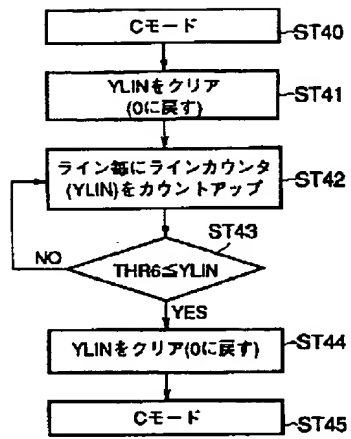 Cモード
ST40
YLINをクリア
(0に戻す)
ST41
ライン毎にラインカウンタ
(YLIN)をカウントアップ
ST42
ST43
NO
THR6≦YLIN
YES
YLINをクリア(0に戻す)
ST44
Cモード
ST45